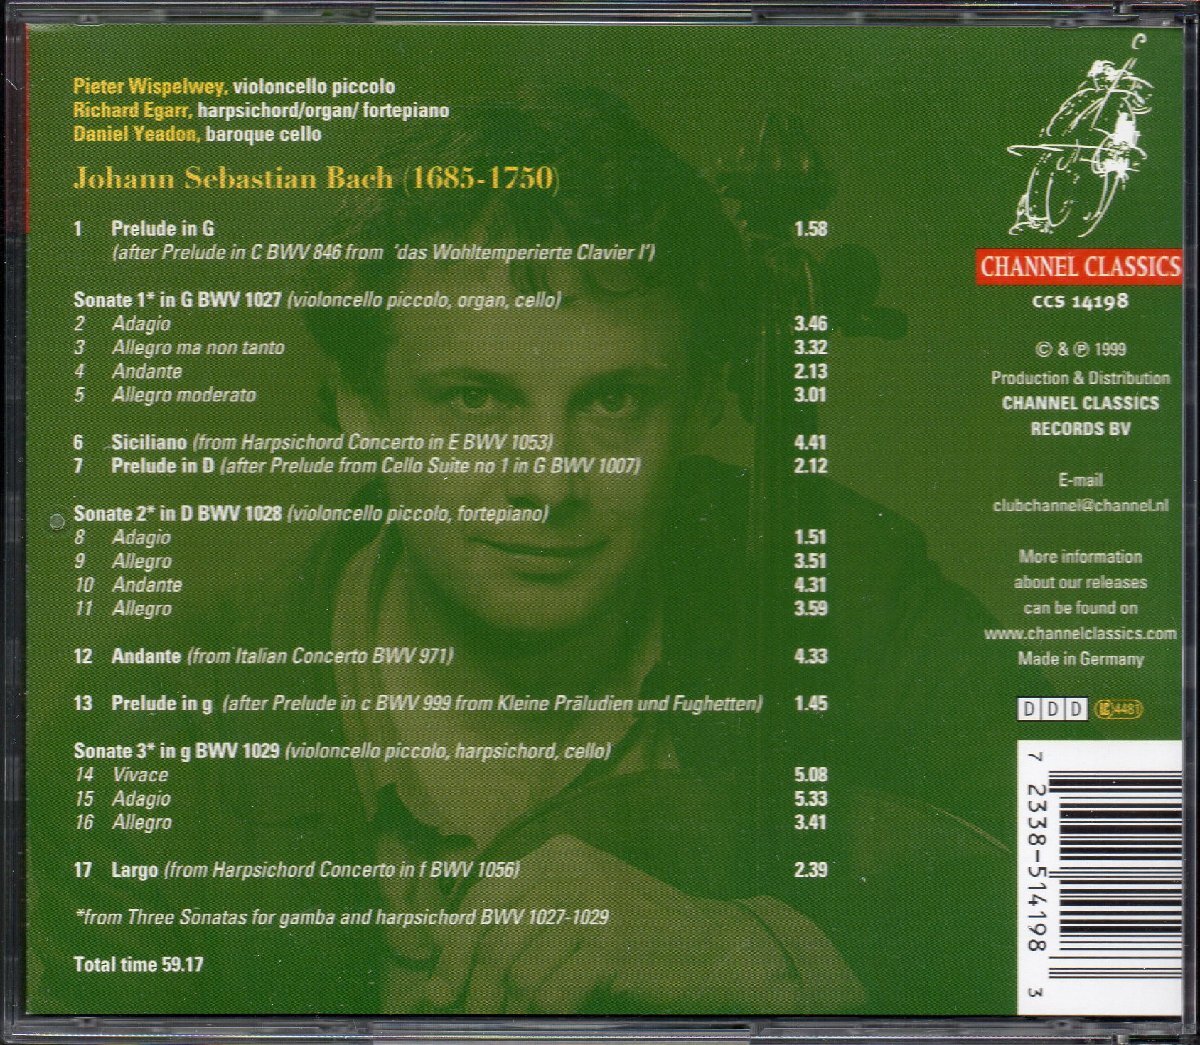 Pieter Wispelwey, violoncello piccolo
Richard Egarr, harpsichord/organ/ fortepiano
Daniel Yeadon, baroque cello
Johann Sebastian Bach (1685-1750)
1 Prelude in G 1.58
(after Prelude in C BWV 846 from 'das Wohltemperierte Clavier I')
Sonate 1* in G BWV 1027 (violoncello piccolo, organ, cello)
2 Adagio 3.46
3 Allegro ma non tanto 3.32
4 Andante 2.13
5 Allegro moderato 3.01
6 Siciliano (from Harpsichord Concerto in E BWV 1053) 4.41
7 Prelude in D (after Prelude from Cello Suite no 1 in G BWV 1007) 2.12
Sonate 2* in D BWV 1028 (violoncello piccolo, fortepiano)
8 Adagio 1.51
9 Allegro 3.51
10 Andante 4.31
11 Allegro 3.59
12 Andante (from Italian Concerto BWV 971) 4.33
13 Prelude in g (after Prelude in c BWV 999 from Kleine Präludien und Fughetten) 1.45
Sonate 3* in g BWV 1029 (violoncello piccolo, harpsichord, cello)
14 Vivace 5.08
15 Adagio 5.33
16 Allegro 3.41
17 Largo (from Harpsichord Concerto in f BWV 1056) 2.39
*from Three Sonatas for gamba and harpsichord BWV 1027-1029
Total time 59.17
CHANNEL CLASSICS
CCS 14198
© & ℗ 1999
Production & Distribution
CHANNEL CLASSICS
RECORDS BV
E-mail
clubchannel@channel.nl
More information
about our releases
can be found on
www.channelclassics.com
Made in Germany
D D D LC 4481
7 2338-514198 3